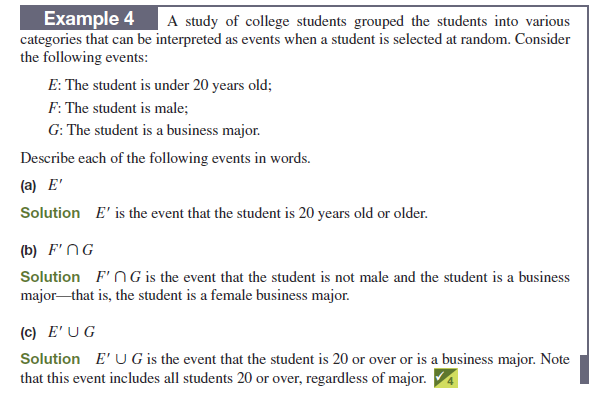 Example 4 A study of college students grouped the students into various
categories that can be interpreted as events when a student is selected at random. Consider
the following events:
E: The student is under 20 years old;
F: The student is male;
G: The student is a business major.
Describe each of the following events in words.
(a) E′
Solution E′ is the event that the student is 20 years old or older.
(b) F′ ∩ G
Solution F′ ∩ G is the event that the student is not male and the student is a business
major—that is, the student is a female business major.
(c) E′ ∪ G
Solution E′ ∪ G is the event that the student is 20 or over or is a business major. Note
that this event includes all students 20 or over, regardless of major. ✓4